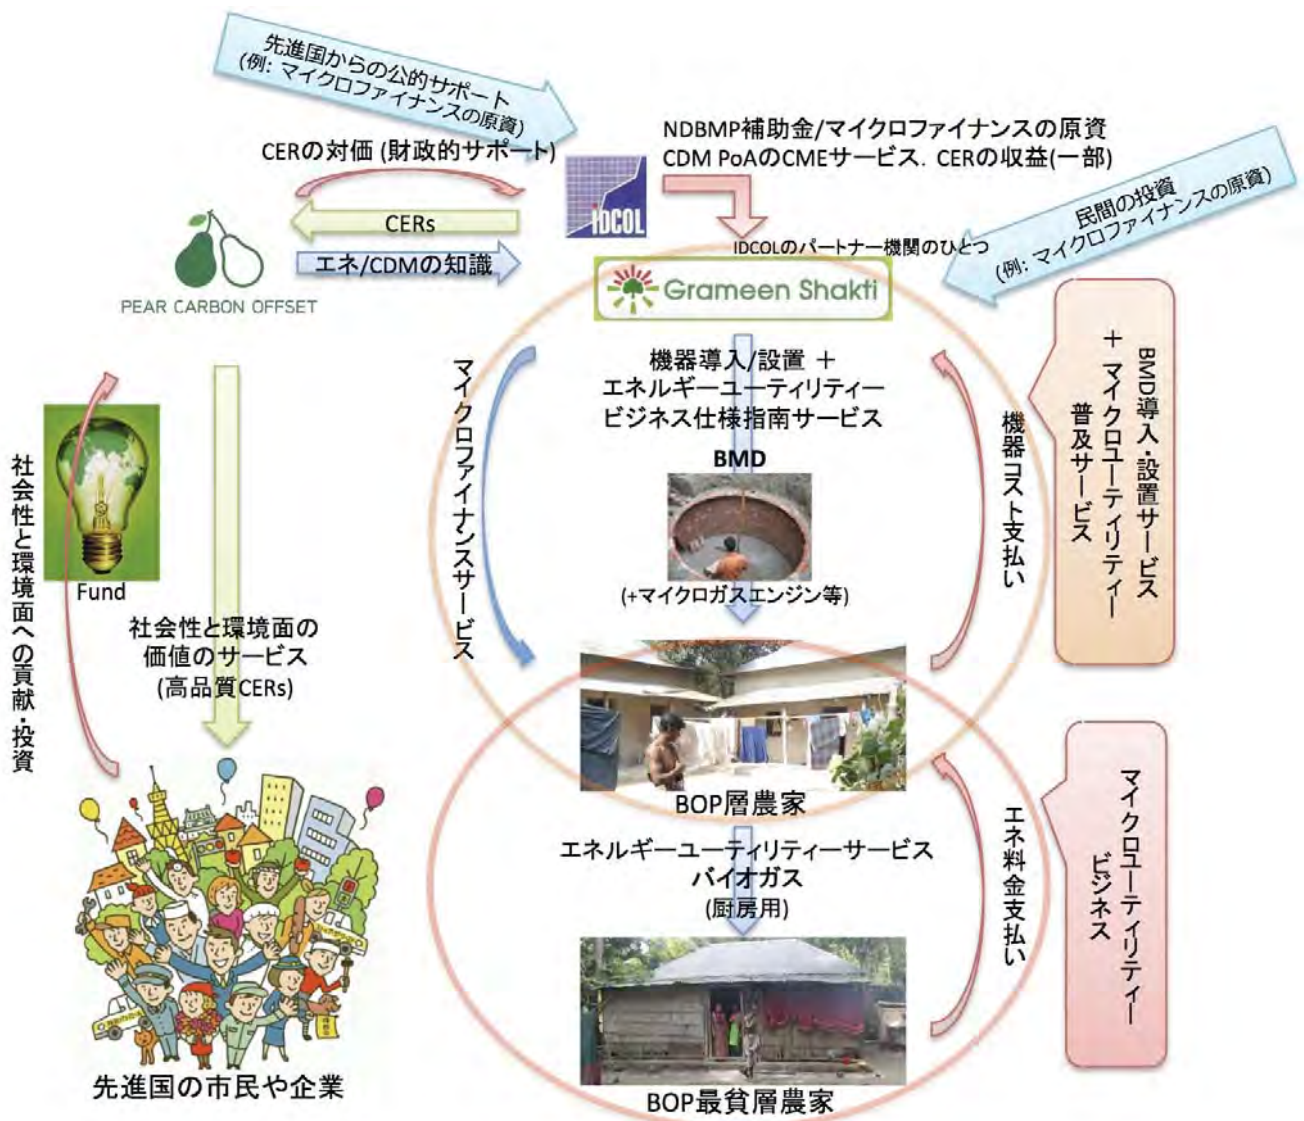 先進国からの公的サポート
(例: マイクロファイナンスの原資)
CERの対価 (財政的サポート)
CERs
エネ/CDMの知識
PEAR CARBON OFFSET
iDCOL
NDBMP補助金/マイクロファイナンスの原資
CDM PoAのCMEサービス. CERの収益(一部)
民間の投資
(例: マイクロファイナンスの原資)
IDCOLのパートナー機関のひとつ
Grameen Shakti
マイクロファイナンスサービス
機器導入/設置 ＋
エネルギーユーティリティー
ビジネス仕様指南サービス
BMD
(+マイクロガスエンジン等)
機器コスト支払い
BMD導入・設置サービス
＋ マイクロユーティリティー
普及サービス
社会性と環境面への貢献・投資
Fund
社会性と環境面の
価値のサービス
(高品質CERs)
先進国の市民や企業
BOP層農家
エネルギーユーティリティーサービス
バイオガス
(厨房用)
エネ料金支払い
マイクロユーティリティー
ビジネス
BOP最貧層農家